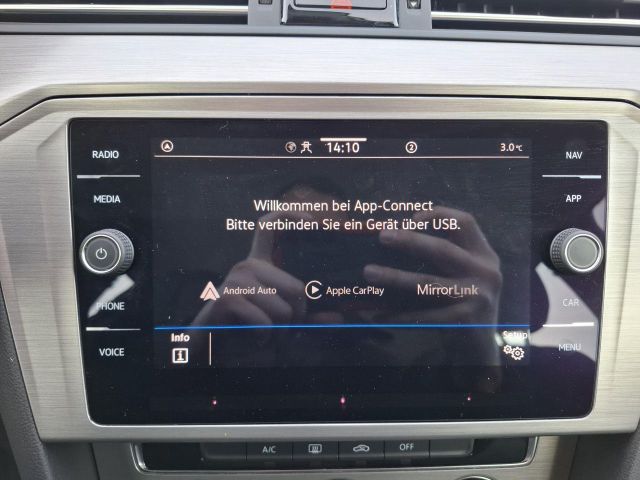 RADIO
MEDIA
PHONE
VOICE
14:10
2
3.0 °C
Willkommen bei App-Connect
Bitte verbinden Sie ein Gerät über USB.
Android Auto
Apple CarPlay
MirrorLink
Info
Setup
NAV
APP
CAR
MENU
A/C
OFF